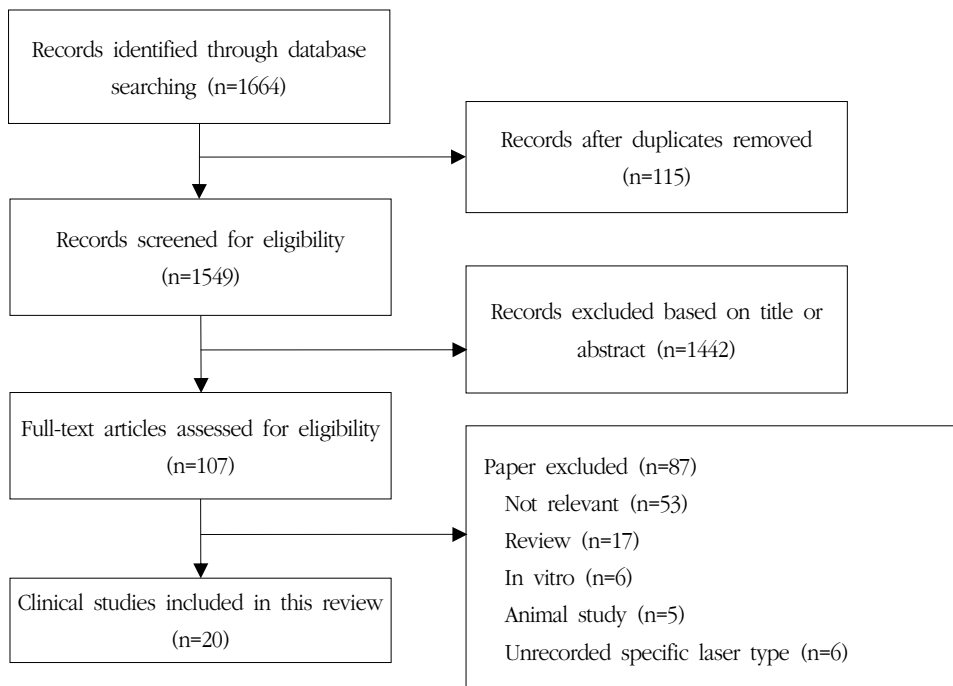 Records identified through database
searching (n=1664)
Records after duplicates removed
(n=115)
Records screened for eligibility
(n=1549)
Records excluded based on title or
abstract (n=1442)
Full-text articles assessed for eligibility
(n=107)
Paper excluded (n=87)
Not relevant (n=53)
Review (n=17)
In vitro (n=6)
Animal study (n=5)
Unrecorded specific laser type (n=6)
Clinical studies included in this review
(n=20)